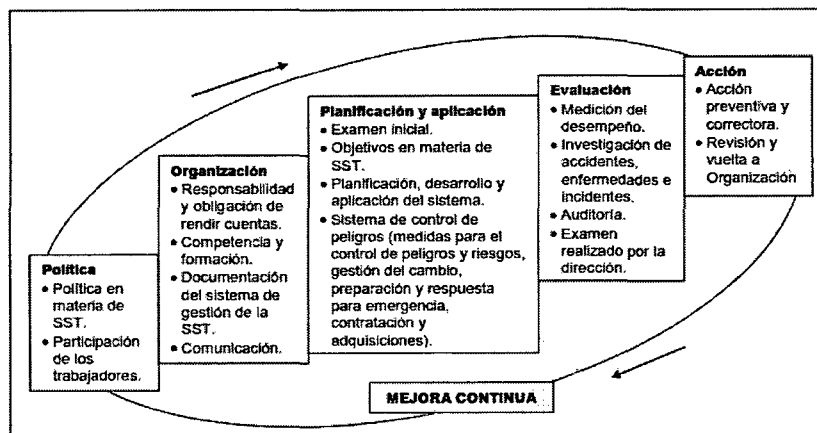 Política
• Política en
materia de
SST.
• Participación
de los
trabajadores.
Organización
• Responsabilidad
y obligación de
rendir cuentas.
• Competencia y
formación.
• Documentación
del sistema de
gestión de la
SST.
• Comunicación.
Planificación y aplicación
• Examen inicial.
• Objetivos en materia de
SST.
• Planificación, desarrollo y
aplicación del sistema.
• Sistema de control de
peligros (medidas para el
control de peligros y riesgos,
gestión del cambio,
preparación y respuesta
para emergencia,
contratación y
adquisiciones).
Evaluación
• Medición del
desempeño.
• Investigación de
accidentes,
enfermedades e
incidentes.
• Auditoría.
• Examen
realizado por la
dirección.
Acción
• Acción
preventiva y
correctora.
• Revisión y
vuelta a
Organización
MEJORA CONTINUA